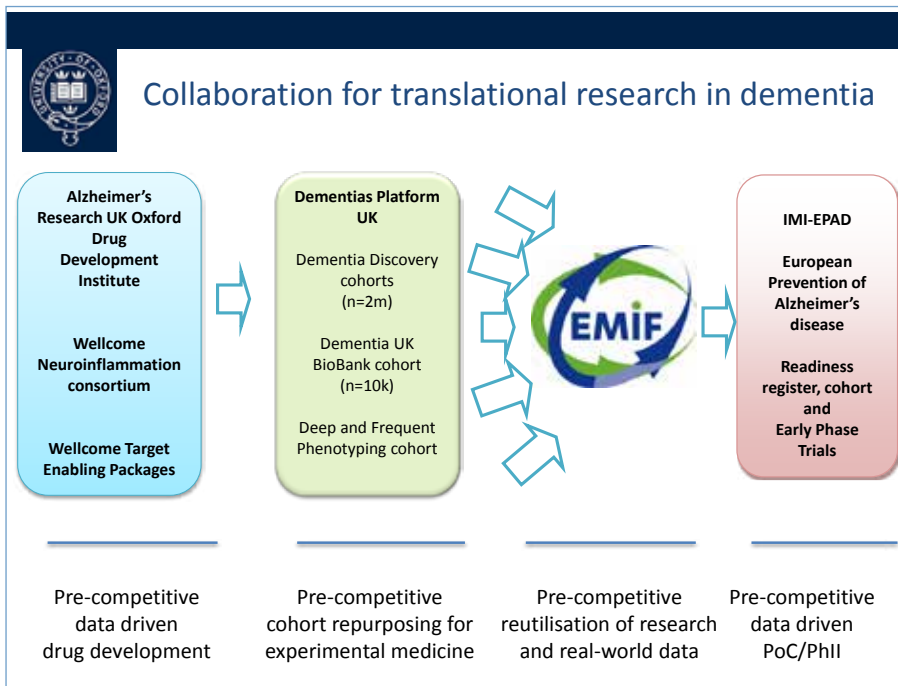 UNIVERSITY OF OXFORD
Collaboration for translational research in dementia
Alzheimer's
Research UK Oxford
Drug
Development
Institute
Wellcome
Neuroinflammation
consortium
Wellcome Target
Enabling Packages
Dementias Platform
UK
Dementia Discovery
cohorts
(n=2m)
Dementia UK
BioBank cohort
(n=10k)
Deep and Frequent
Phenotyping cohort
EMiF
IMI-EPAD
European
Prevention of
Alzheimer's
disease
Readiness
register, cohort
and
Early Phase
Trials
Pre-competitive
data driven
drug development
Pre-competitive
cohort repurposing for
experimental medicine
Pre-competitive
reutilisation of research
and real-world data
Pre-competitive
data driven
PoC/PhII